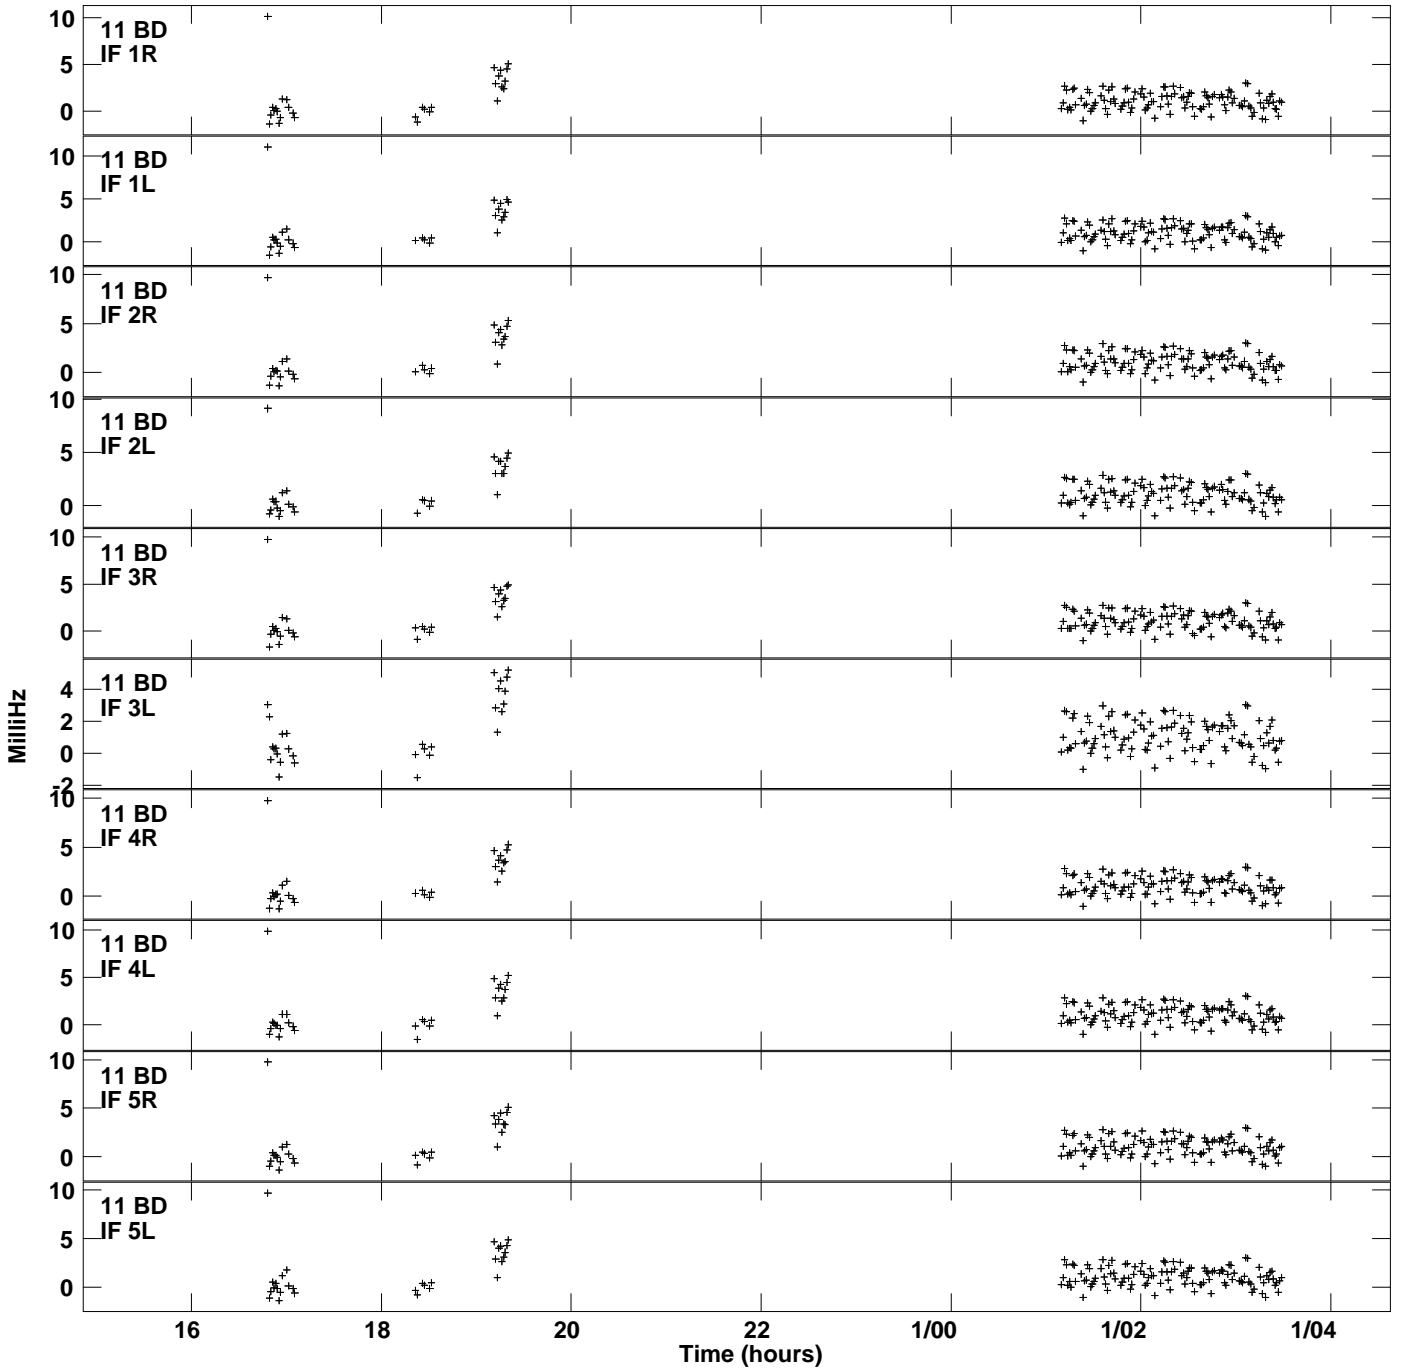 10
5
0
11 BD
IF 1R
10
5
0
11 BD
IF 1L
10
5
0
11 BD
IF 2R
10
5
0
11 BD
IF 2L
10
5
0
11 BD
IF 3R
4
2
0
-2
11 BD
IF 3L
10
5
0
11 BD
IF 4R
10
5
0
11 BD
IF 4L
10
5
0
11 BD
IF 5R
10
5
0
11 BD
IF 5L
MilliHz
16 18 20 22 1/00 1/02 1/04
Time (hours)